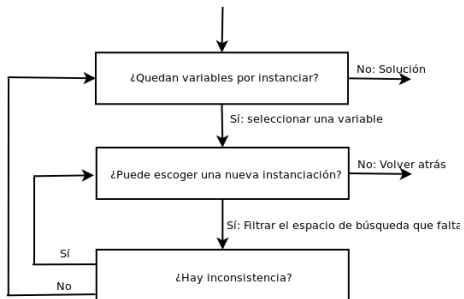 ¿Quedan variables por instanciar?
No: Solución
Sí: seleccionar una variable
No: Volver atrás
¿Puede escoger una nueva instanciación?
Sí: Filtrar el espacio de búsqueda que falta
Sí
¿Hay inconsistencia?
No